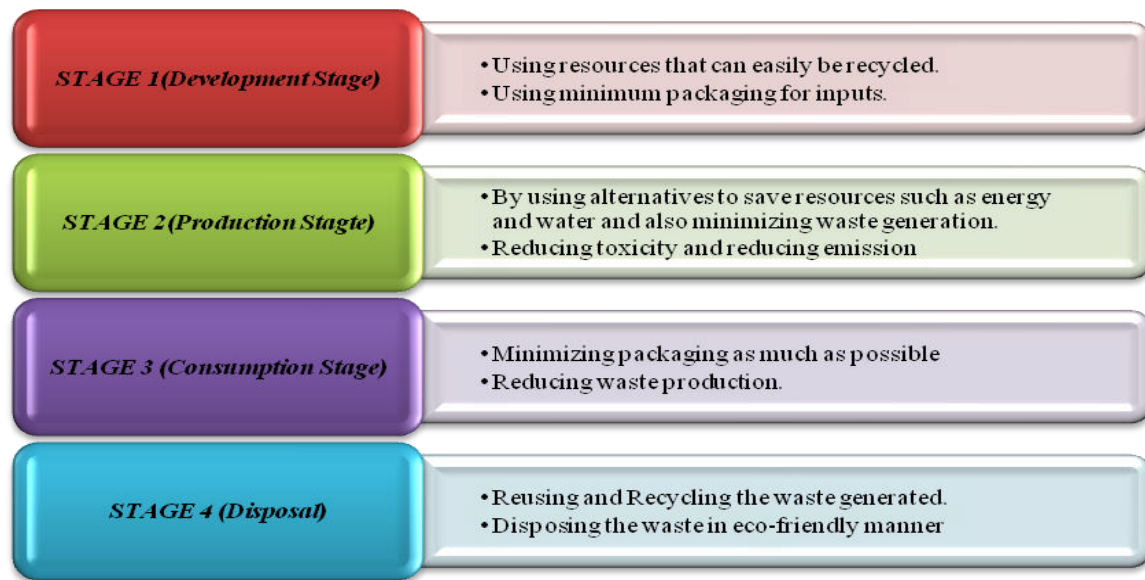 STAGE 1(Development Stage)
• Using resources that can easily be recycled.
• Using minimum packaging for inputs.
STAGE 2(Production Stagte)
• By using alternatives to save resources such as energy
and water and also minimizing waste generation.
• Reducing toxicity and reducing emission
STAGE 3 (Consumption Stage)
• Minimizing packaging as much as possible
• Reducing waste production.
STAGE 4 (Disposal)
• Reusing and Recycling the waste generated.
• Disposing the waste in eco-friendly manner